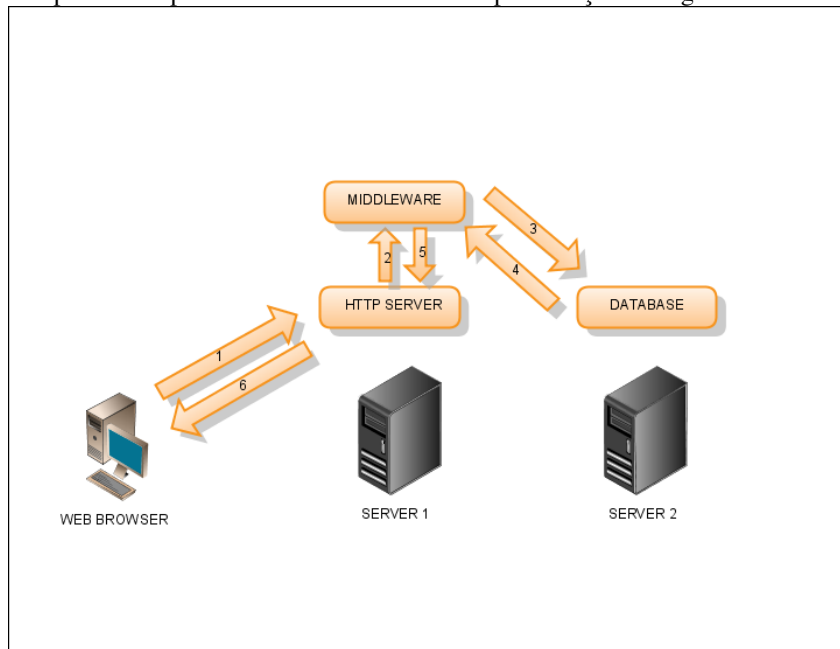 MIDDLEWARE
3
2
5
4
HTTP SERVER
DATABASE
1
6
WEB BROWSER
SERVER 1
SERVER 2